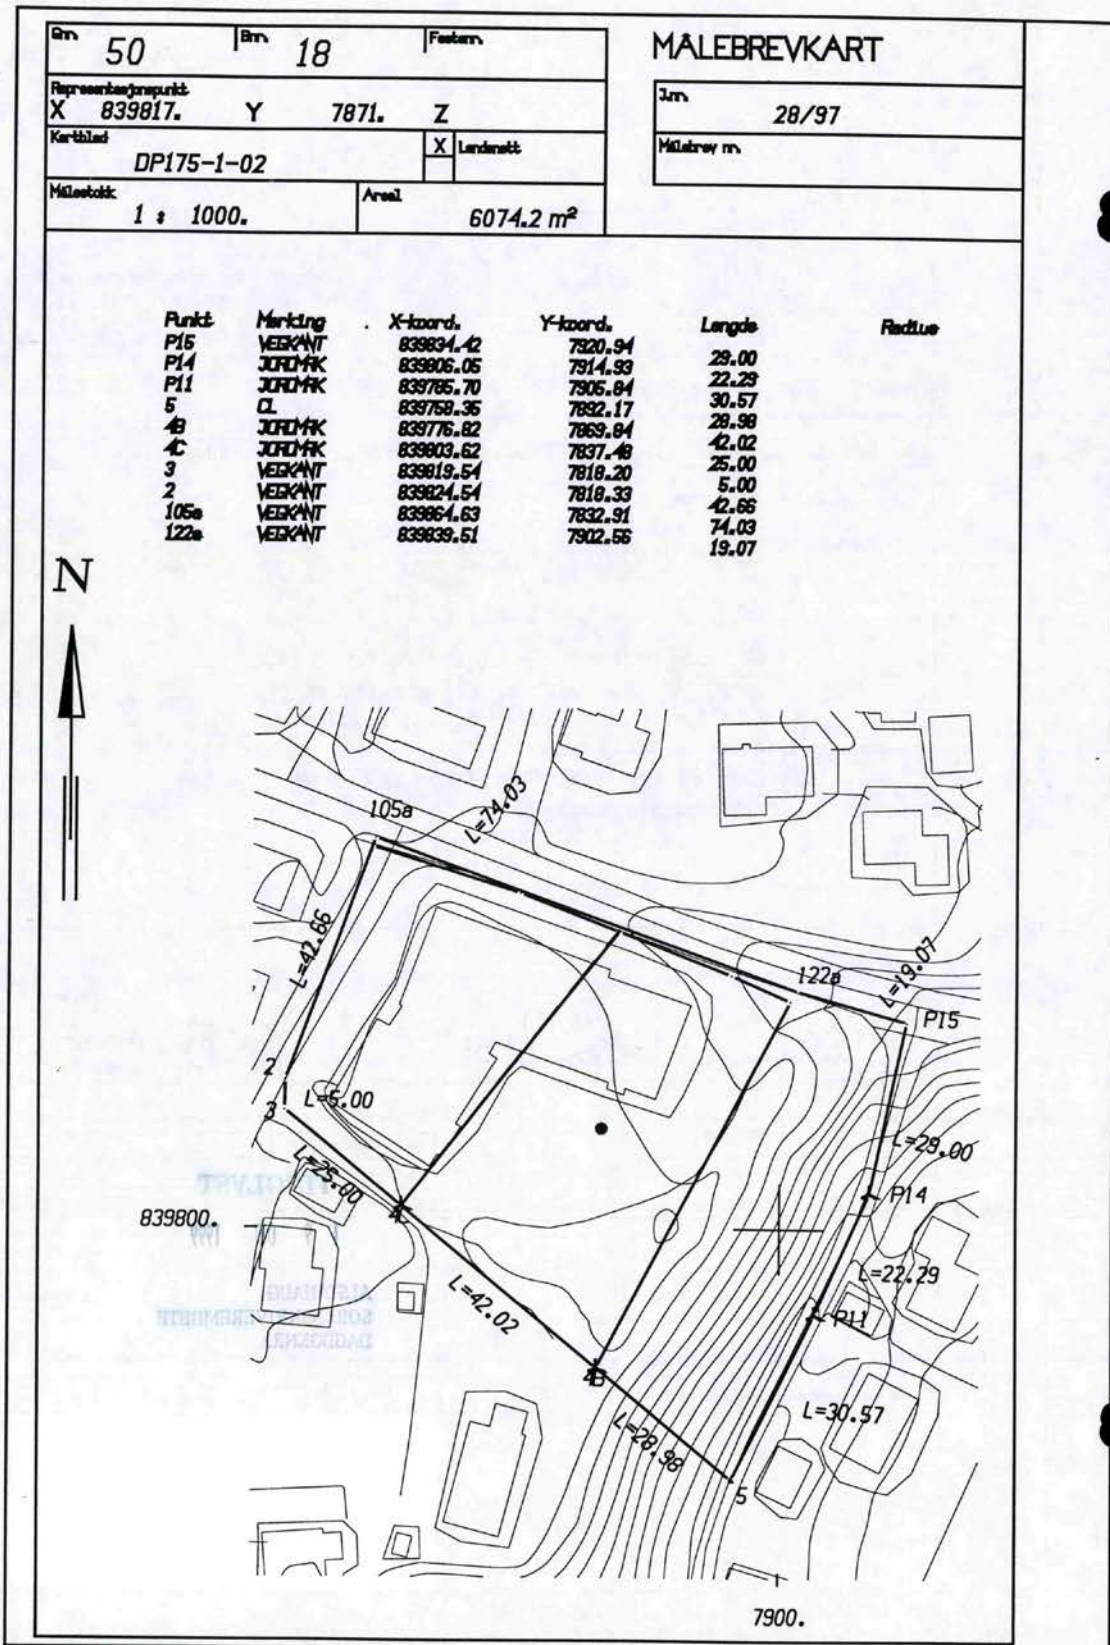 Gnr. 50 Bnr. 18 Festenr.
MÅLEBREVKART
Representasjonspunkt
X 839817. Y 7871. Z
J.nr.
28/97
Kartblad
DP175-1-02
X Landsnett
Målebrev nr.
Målestokk
1 : 1000.
Areal
6074.2 m²
Punkt Merking X-koord. Y-koord. Lengde Radius
P15 VEGKANT 839834.42 7920.94
29.00
P14 JORDMRK 839806.05 7914.93
22.29
P11 JORDMRK 839785.70 7905.84
30.57
5 CL 839758.36 7892.17
28.98
4B JORDMRK 839776.82 7869.84
42.02
4C JORDMRK 839803.62 7837.48
25.00
3 VEGKANT 839819.54 7818.20
5.00
2 VEGKANT 839824.54 7818.33
42.66
105a VEGKANT 839864.63 7832.91
74.03
122a VEGKANT 839839.51 7902.56
19.07
N
105a
L=74.03
L=42.66
122a
L=19.07
P15
2
3
L=5.00
L=29.00
L=25.00
P14
839800.
L=22.29
L=42.02
P11
4B
L=30.57
L=28.98
5
7900.